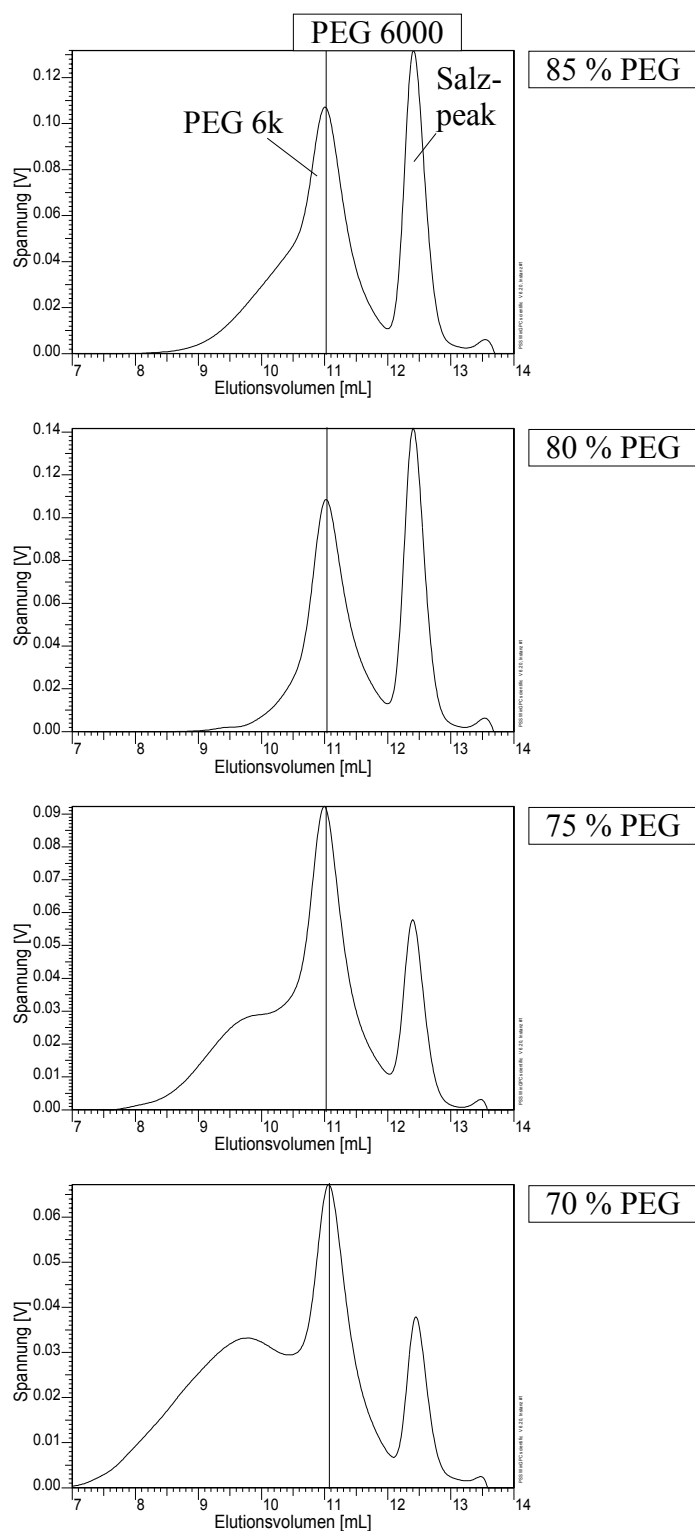 PEG 6000
85 % PEG
Salz-
peak
PEG 6k
Spannung [V]
0.12
0.10
0.08
0.06
0.04
0.02
0.00
7 8 9 10 11 12 13 14
Elutionsvolumen [mL]
80 % PEG
Spannung [V]
0.14
0.12
0.10
0.08
0.06
0.04
0.02
0.00
7 8 9 10 11 12 13 14
Elutionsvolumen [mL]
75 % PEG
Spannung [V]
0.09
0.08
0.07
0.06
0.05
0.04
0.03
0.02
0.01
0.00
7 8 9 10 11 12 13 14
Elutionsvolumen [mL]
70 % PEG
Spannung [V]
0.06
0.05
0.04
0.03
0.02
0.01
0.00
7 8 9 10 11 12 13 14
Elutionsvolumen [mL]